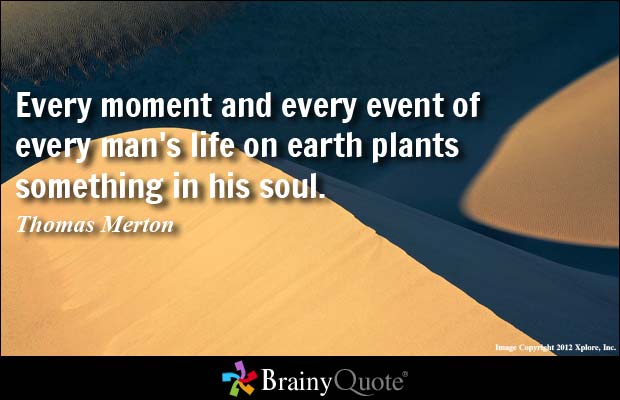 Every moment and every event of
every man's life on earth plants
something in his soul.
Thomas Merton
Image Copyright 2012 Xplore, Inc.
BrainyQuote®